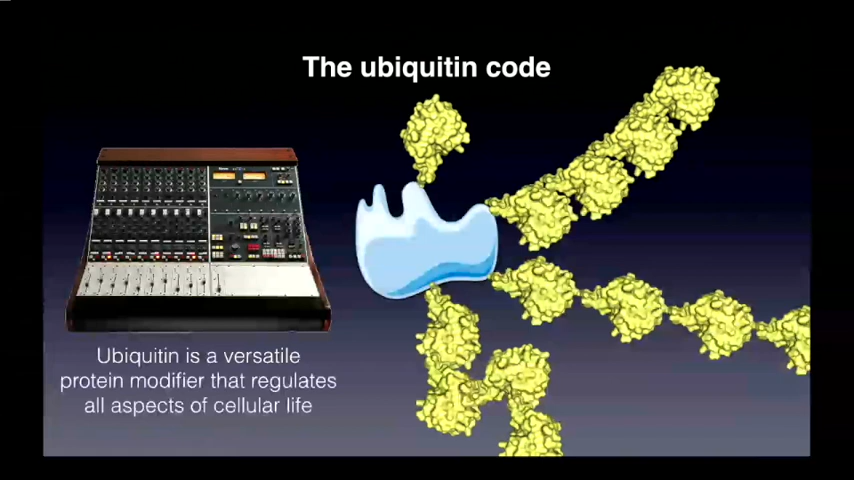 The ubiquitin code
Ubiquitin is a versatile
protein modifier that regulates
all aspects of cellular life